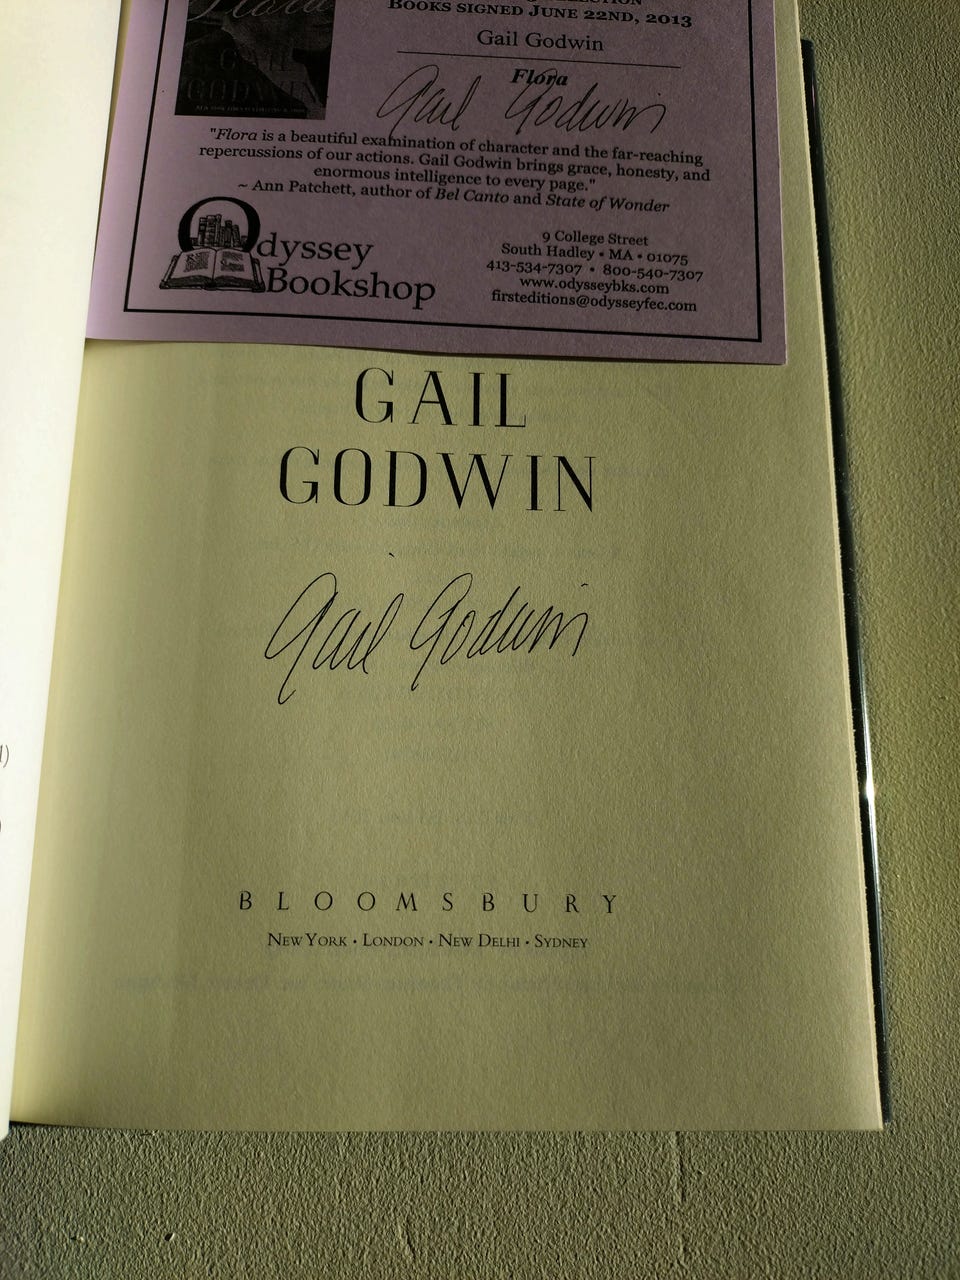 Flora
GAIL
GODWIN
BOOKS SIGNED JUNE 22ND, 2013
Gail Godwin
Flora
Gail Godwin
"Flora is a beautiful examination of character and the far-reaching
repercussions of our actions. Gail Godwin brings grace, honesty, and
enormous intelligence to every page."
~ Ann Patchett, author of Bel Canto and State of Wonder
Odyssey
Bookshop
9 College Street
South Hadley • MA • 01075
413-534-7307 • 800-540-7307
www.odysseybks.com
firsteditions@odysseyfec.com
GAIL
GODWIN
Gail Godwin
BLOOMSBURY
NEW YORK • LONDON • NEW DELHI • SYDNEY